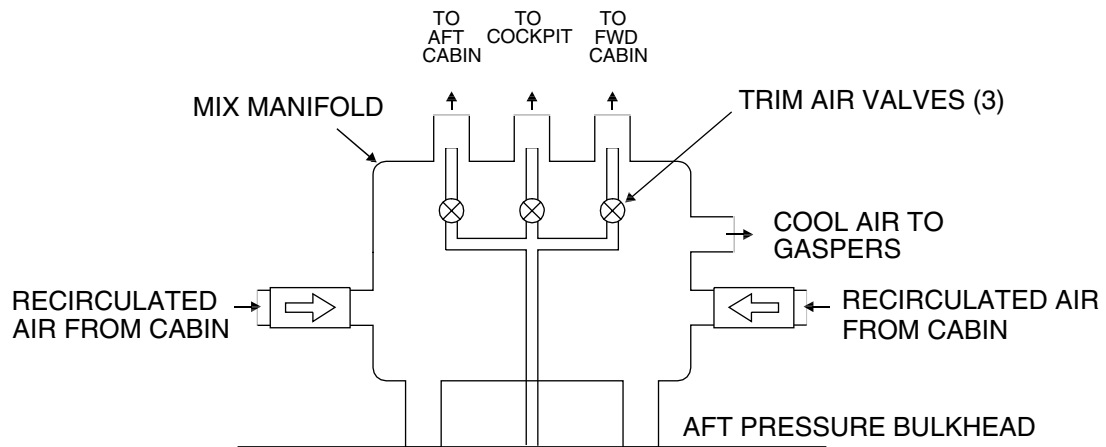 TO
AFT
CABIN
TO
COCKPIT
TO
FWD
CABIN
MIX MANIFOLD
TRIM AIR VALVES (3)
COOL AIR TO
GASPERS
RECIRCULATED
AIR FROM CABIN
RECIRCULATED AIR
FROM CABIN
AFT PRESSURE BULKHEAD